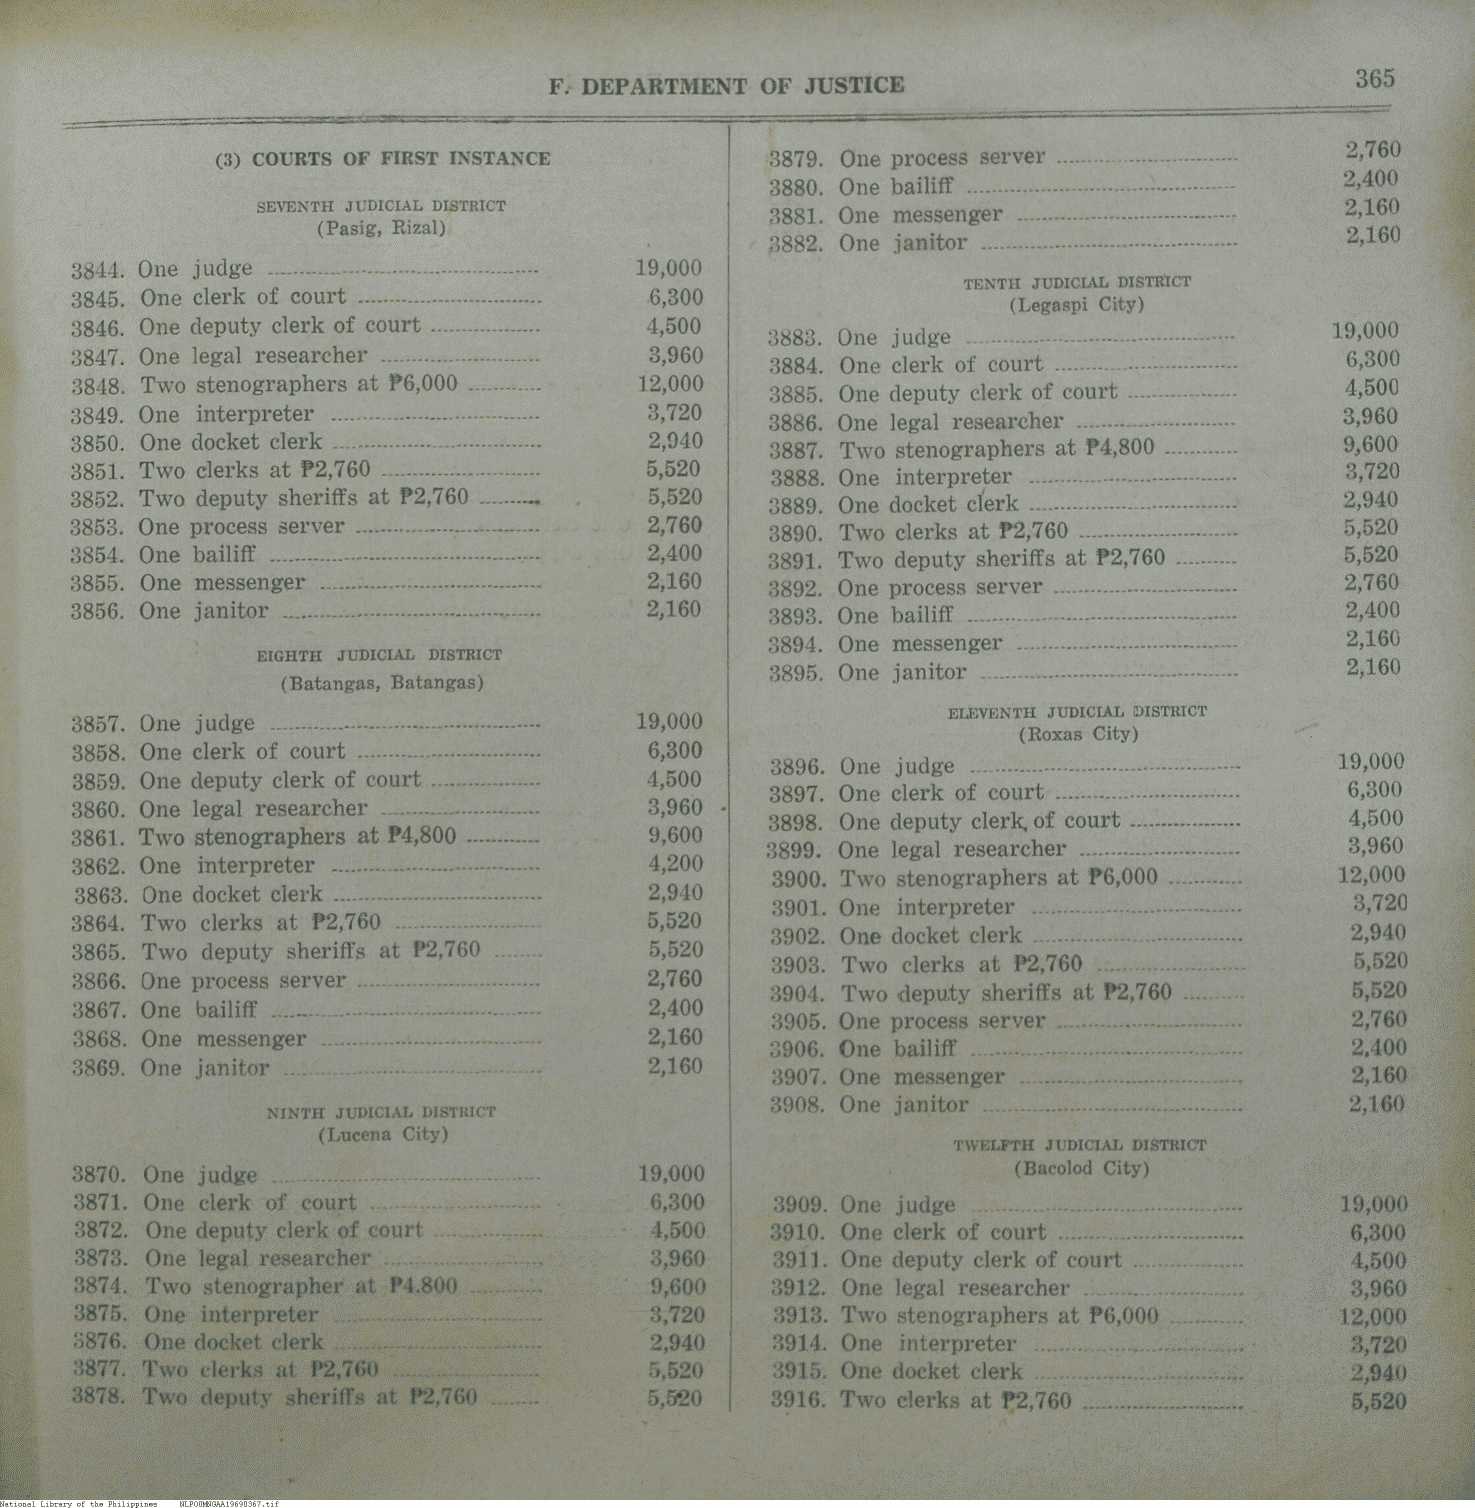 F. DEPARTMENT OF JUSTICE 365
(3) COURTS OF FIRST INSTANCE
SEVENTH JUDICIAL DISTRICT
(Pasig, Rizal)
3844. One judge 19,000
3845. One clerk of court 6,300
3846. One deputy clerk of court 4,500
3847. One legal researcher 3,960
3848. Two stenographers at ₱6,000 12,000
3849. One interpreter 3,720
3850. One docket clerk 2,940
3851. Two clerks at ₱2,760 5,520
3852. Two deputy sheriffs at ₱2,760 5,520
3853. One process server 2,760
3854. One bailiff 2,400
3855. One messenger 2,160
3856. One janitor 2,160
EIGHTH JUDICIAL DISTRICT
(Batangas, Batangas)
3857. One judge 19,000
3858. One clerk of court 6,300
3859. One deputy clerk of court 4,500
3860. One legal researcher 3,960
3861. Two stenographers at ₱4,800 9,600
3862. One interpreter 4,200
3863. One docket clerk 2,940
3864. Two clerks at ₱2,760 5,520
3865. Two deputy sheriffs at ₱2,760 5,520
3866. One process server 2,760
3867. One bailiff 2,400
3868. One messenger 2,160
3869. One janitor 2,160
NINTH JUDICIAL DISTRICT
(Lucena City)
3870. One judge 19,000
3871. One clerk of court 6,300
3872. One deputy clerk of court 4,500
3873. One legal researcher 3,960
3874. Two stenographer at ₱4.800 9,600
3875. One interpreter 3,720
3876. One docket clerk 2,940
3877. Two clerks at ₱2,760 5,520
3878. Two deputy sheriffs at ₱2,760 5,520
3879. One process server 2,760
3880. One bailiff 2,400
3881. One messenger 2,160
3882. One janitor 2,160
TENTH JUDICIAL DISTRICT
(Legaspi City)
3883. One judge 19,000
3884. One clerk of court 6,300
3885. One deputy clerk of court 4,500
3886. One legal researcher 3,960
3887. Two stenographers at ₱4,800 9,600
3888. One interpreter 3,720
3889. One docket clerk 2,940
3890. Two clerks at ₱2,760 5,520
3891. Two deputy sheriffs at ₱2,760 5,520
3892. One process server 2,760
3893. One bailiff 2,400
3894. One messenger 2,160
3895. One janitor 2,160
ELEVENTH JUDICIAL DISTRICT
(Roxas City)
3896. One judge 19,000
3897. One clerk of court 6,300
3898. One deputy clerk of court 4,500
3899. One legal researcher 3,960
3900. Two stenographers at ₱6,000 12,000
3901. One interpreter 3,720
3902. One docket clerk 2,940
3903. Two clerks at ₱2,760 5,520
3904. Two deputy sheriffs at ₱2,760 5,520
3905. One process server 2,760
3906. One bailiff 2,400
3907. One messenger 2,160
3908. One janitor 2,160
TWELFTH JUDICIAL DISTRICT
(Bacolod City)
3909. One judge 19,000
3910. One clerk of court 6,300
3911. One deputy clerk of court 4,500
3912. One legal researcher 3,960
3913. Two stenographers at ₱6,000 12,000
3914. One interpreter 3,720
3915. One docket clerk 2,940
3916. Two clerks at ₱2,760 5,520
National Library of the Philippines NLPO0MNGAA19690367.tif